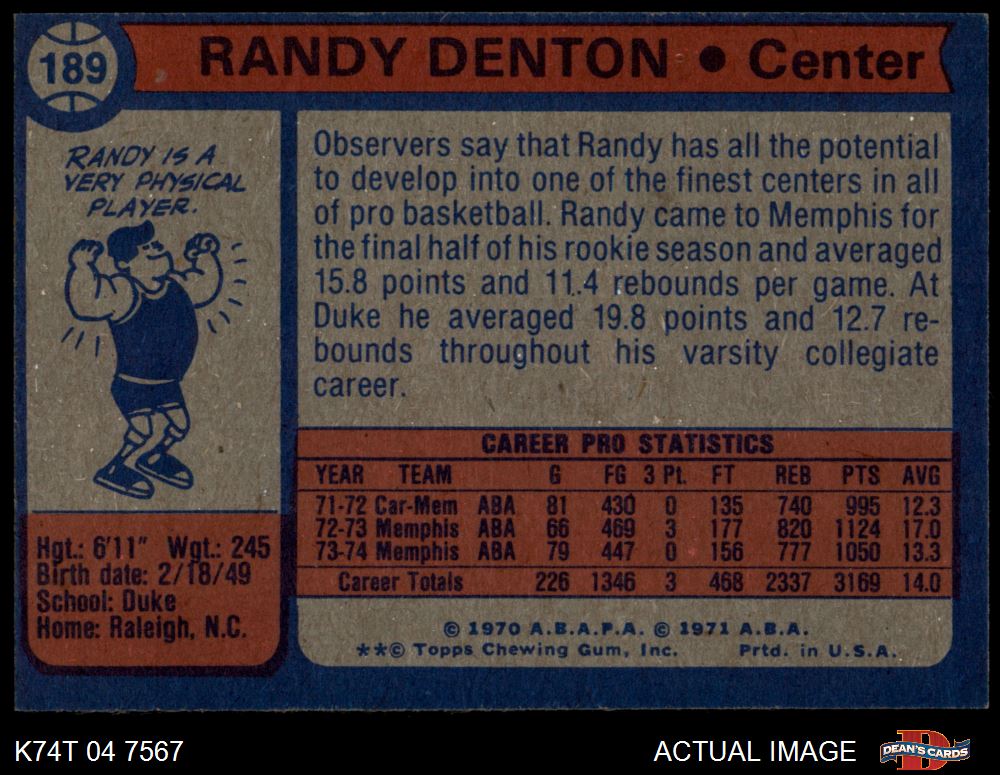 189
RANDY DENTON • Center
RANDY IS A
VERY PHYSICAL
PLAYER.
Observers say that Randy has all the potential
to develop into one of the finest centers in all
of pro basketball. Randy came to Memphis for
the final half of his rookie season and averaged
15.8 points and 11.4 rebounds per game. At
Duke he averaged 19.8 points and 12.7 re-
bounds throughout his varsity collegiate
career.
CAREER PRO STATISTICS
YEAR TEAM G FG 3 Pt. FT REB PTS AVG
71-72 Car-Mem ABA 81 430 0 135 740 995 12.3
72-73 Memphis ABA 66 469 3 177 820 1124 17.0
73-74 Memphis ABA 79 447 0 156 777 1050 13.3
Career Totals 226 1346 3 468 2337 3169 14.0
Hgt.: 6'11" Wgt.: 245
Birth date: 2/18/49
School: Duke
Home: Raleigh, N.C.
© 1970 A.B.A.P.A. © 1971 A.B.A.
**© Topps Chewing Gum, Inc. Prtd. in U.S.A.
K74T 04 7567
ACTUAL IMAGE
D
DEAN'S CARDS